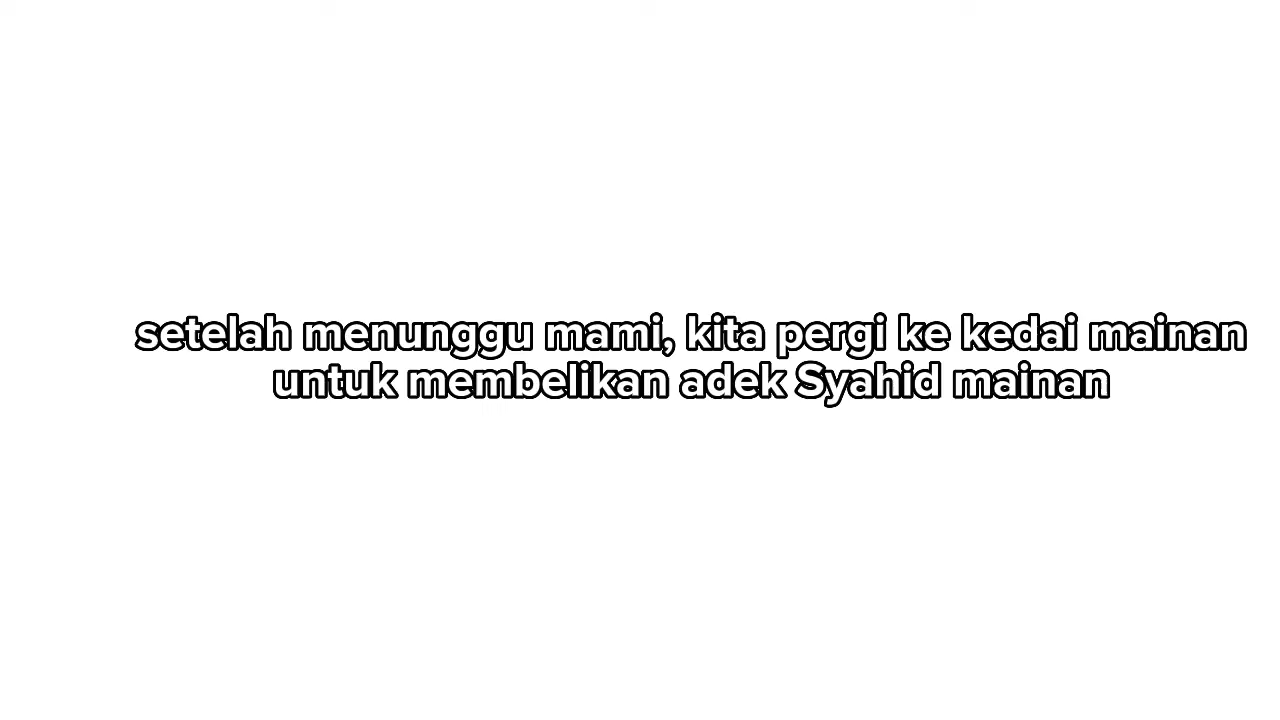 setelah menunggu mami, kita pergi ke kedai mainan
untuk membelikan adek Syahid mainan